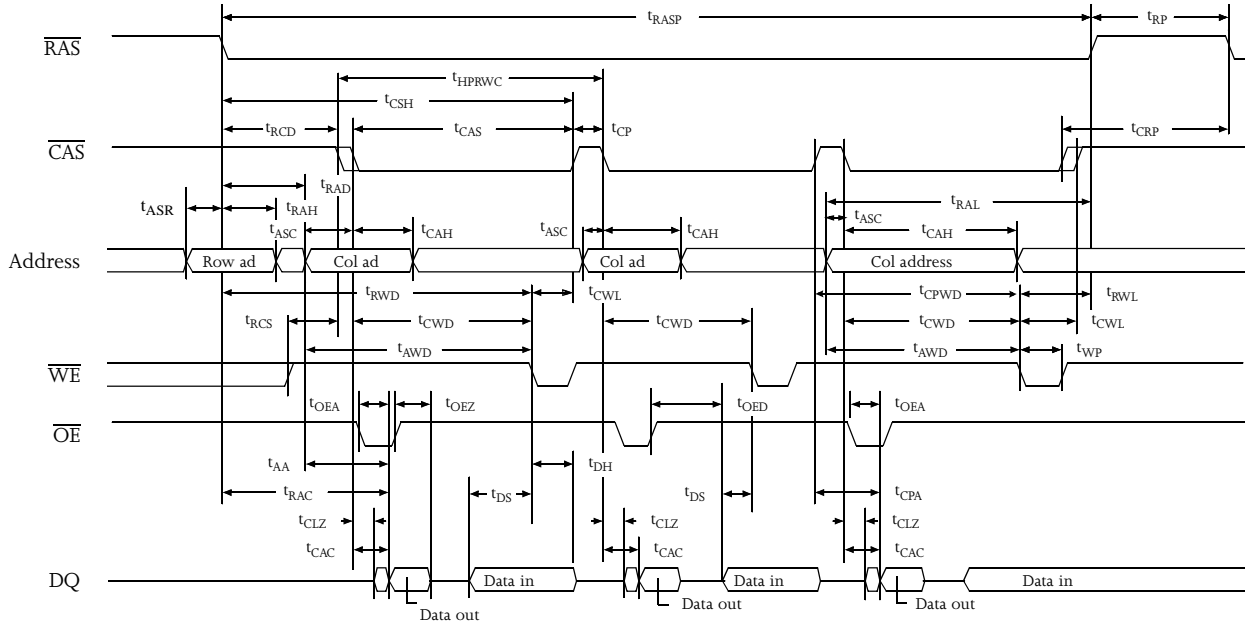 tRASP
tRP
RAS
tHPRWC
tCSH
tRCD
tCAS
tCP
tCRP
CAS
tRAD
tASR
tRAH
tRAL
tASC
tCAH
tASC
tCAH
tASC
tCAH
Address
Row ad
Col ad
Col ad
Col address
tRWD
tCWL
tCPWD
tRWL
tRCS
tCWD
tCWD
tCWD
tCWL
tAWD
tAWD
tWP
WE
tOEA
tOEZ
tOED
tOEA
OE
tAA
tDH
tRAC
tDS
tDS
tCPA
tCLZ
tCLZ
tCLZ
tCAC
tCAC
tCAC
DQ
Data in
Data in
Data in
Data out
Data out
Data out